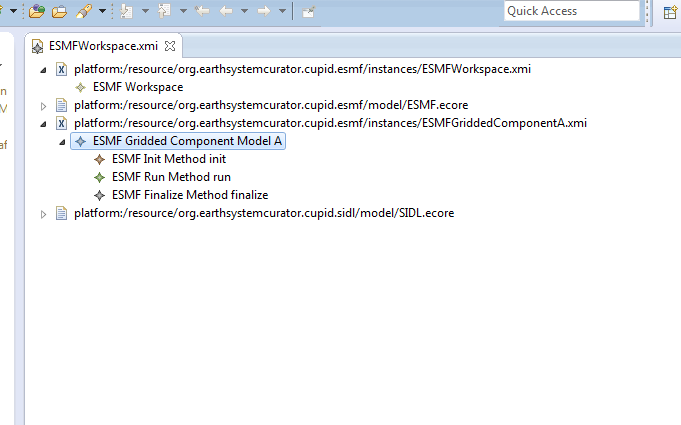 Quick Access
ESMFWorkspace.xmi
platform:/resource/org.earthsystemcurator.cupid.esmf/instances/ESMFWorkspace.xmi
ESMF Workspace
platform:/resource/org.earthsystemcurator.cupid.esmf/model/ESMF.ecore
platform:/resource/org.earthsystemcurator.cupid.esmf/instances/ESMFGriddedComponentA.xmi
ESMF Gridded Component Model A
ESMF Init Method init
ESMF Run Method run
ESMF Finalize Method finalize
platform:/resource/org.earthsystemcurator.cupid.sidl/model/SIDL.ecore